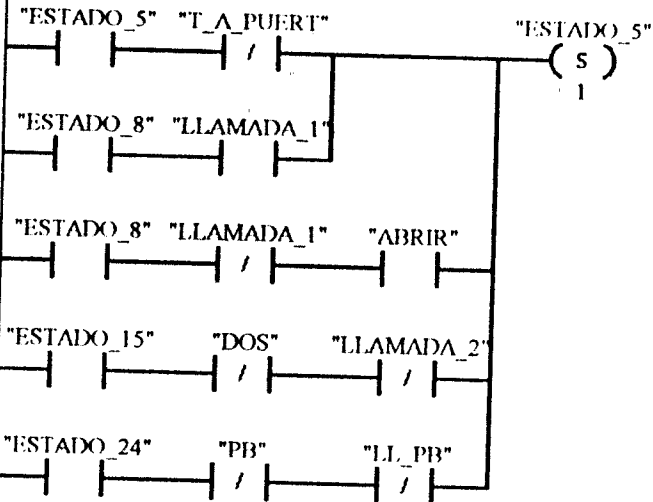 "ESTADO_5" "T_A_PUERT" "ESTADO_5"
S
1
"ESTADO_8" "LLAMADA_1"
"ESTADO_8" "LLAMADA_1" "ABRIR"
"ESTADO_15" "DOS" "LLAMADA_2"
"ESTADO_24" "PB" "LL_PB"